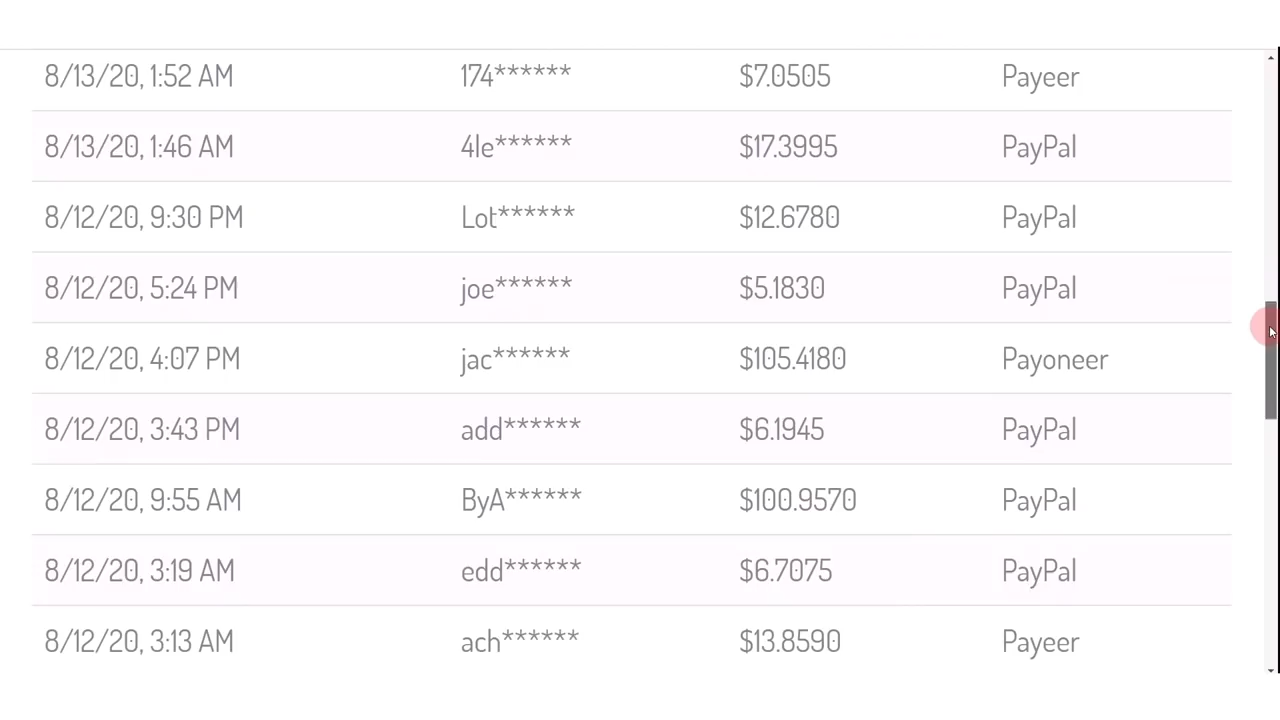 8/13/20, 1:52 AM 174****** $7.0505 Payeer
8/13/20, 1:46 AM 4le****** $17.3995 PayPal
8/12/20, 9:30 PM Lot****** $12.6780 PayPal
8/12/20, 5:24 PM joe****** $5.1830 PayPal
8/12/20, 4:07 PM jac****** $105.4180 Payoneer
8/12/20, 3:43 PM add****** $6.1945 PayPal
8/12/20, 9:55 AM ByA****** $100.9570 PayPal
8/12/20, 3:19 AM edd****** $6.7075 PayPal
8/12/20, 3:13 AM ach****** $13.8590 Payeer